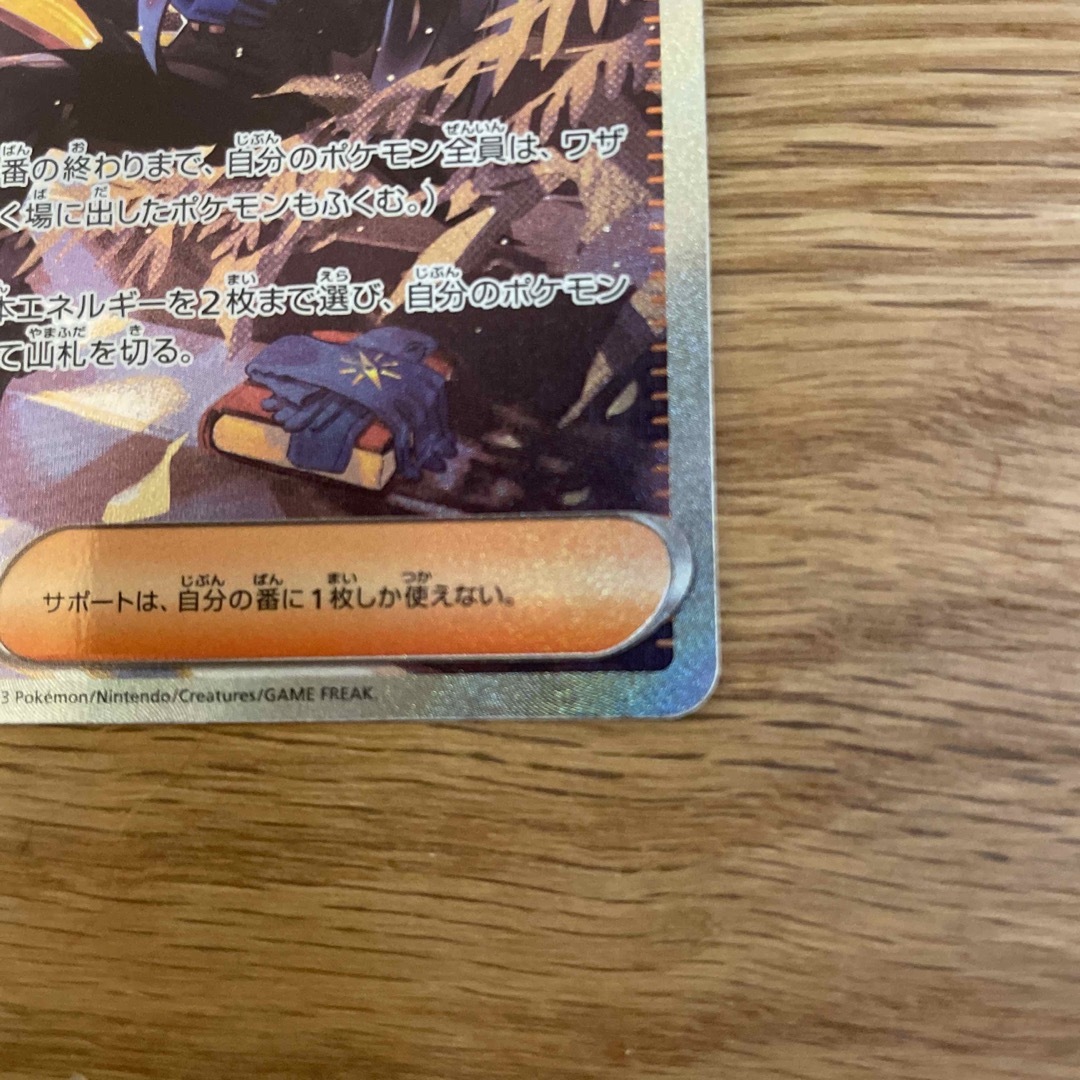 番の終わりまで、自分のポケモン全員は、ワザ
く場に出したポケモンもふくむ。)
本エネルギーを2枚まで選び、自分のポケモン
て山札を切る。
サポートは、自分の番に1枚しか使えない。
3 Pokémon/Nintendo/Creatures/GAME FREAK